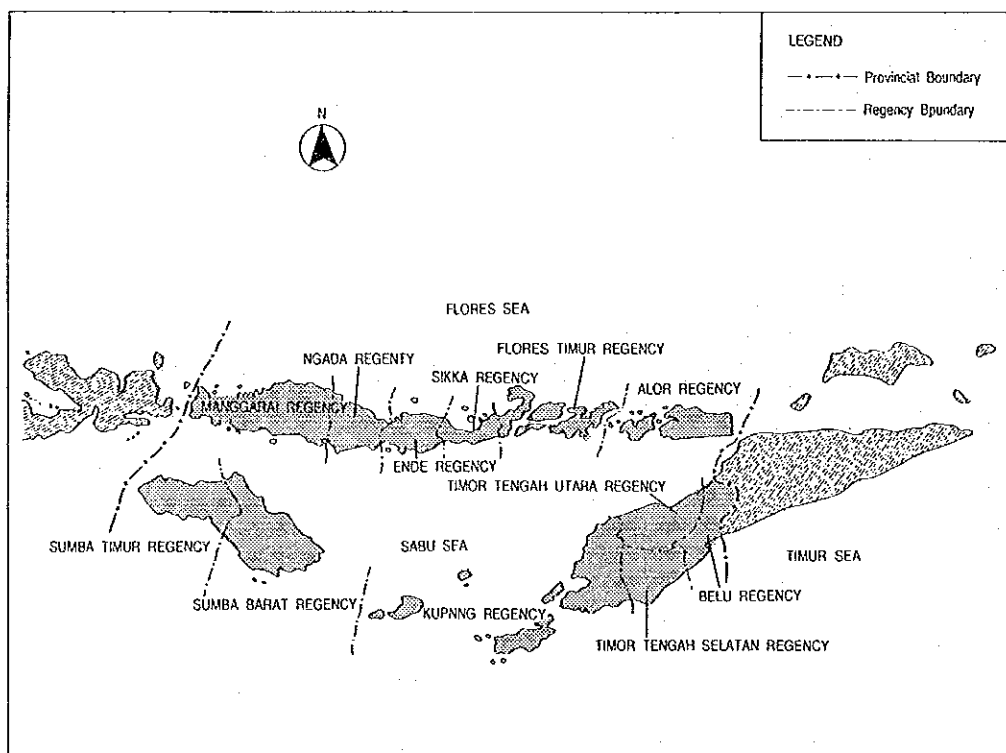 LEGEND
Provincial Boundary
Regency Bpundary
N
FLORES SEA
NGADA REGENTY
FLORES TIMUR REGENCY
SIKKA REGENCY
ALOR REGENCY
MANGGARAI REGENCY
ENDE REGENCY
TIMOR TENGAH UTARA REGENCY
SUMBA TIMUR REGENCY
SABU SEA
TIMUR SEA
SUMBA BARAT REGENCY
KUPNNG REGENCY
BELU REGENCY
TIMOR TENGAH SELATAN REGENCY